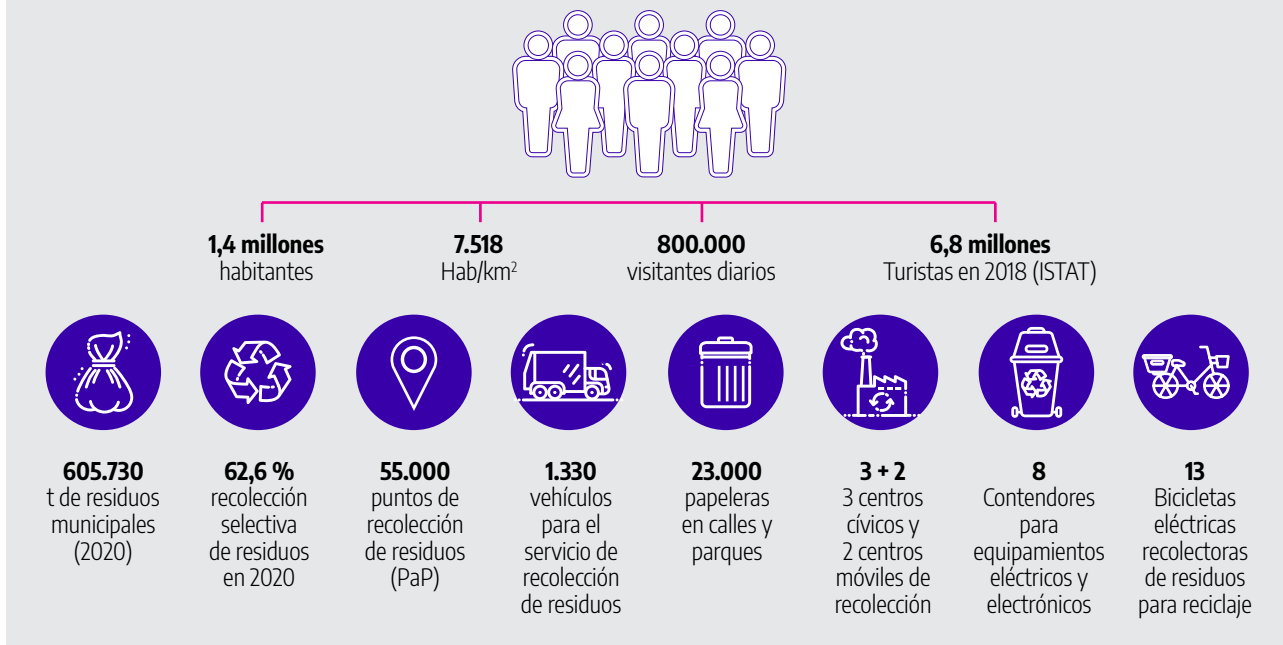 1,4 millones
habitantes
7.518
Hab/km²
800.000
visitantes diarios
6,8 millones
Turistas en 2018 (ISTAT)
605.730
t de residuos
municipales
(2020)
62,6 %
recolección
selectiva
de residuos
en 2020
55.000
puntos de
recolección
de residuos
(PaP)
1.330
vehículos
para el
servicio de
recolección
de residuos
23.000
papeleras
en calles y
parques
3 + 2
3 centros
cívicos y
2 centros
móviles de
recolección
8
Contendores
para
equipamientos
eléctricos y
electrónicos
13
Bicicletas
eléctricas
recolectoras
de residuos
para reciclaje